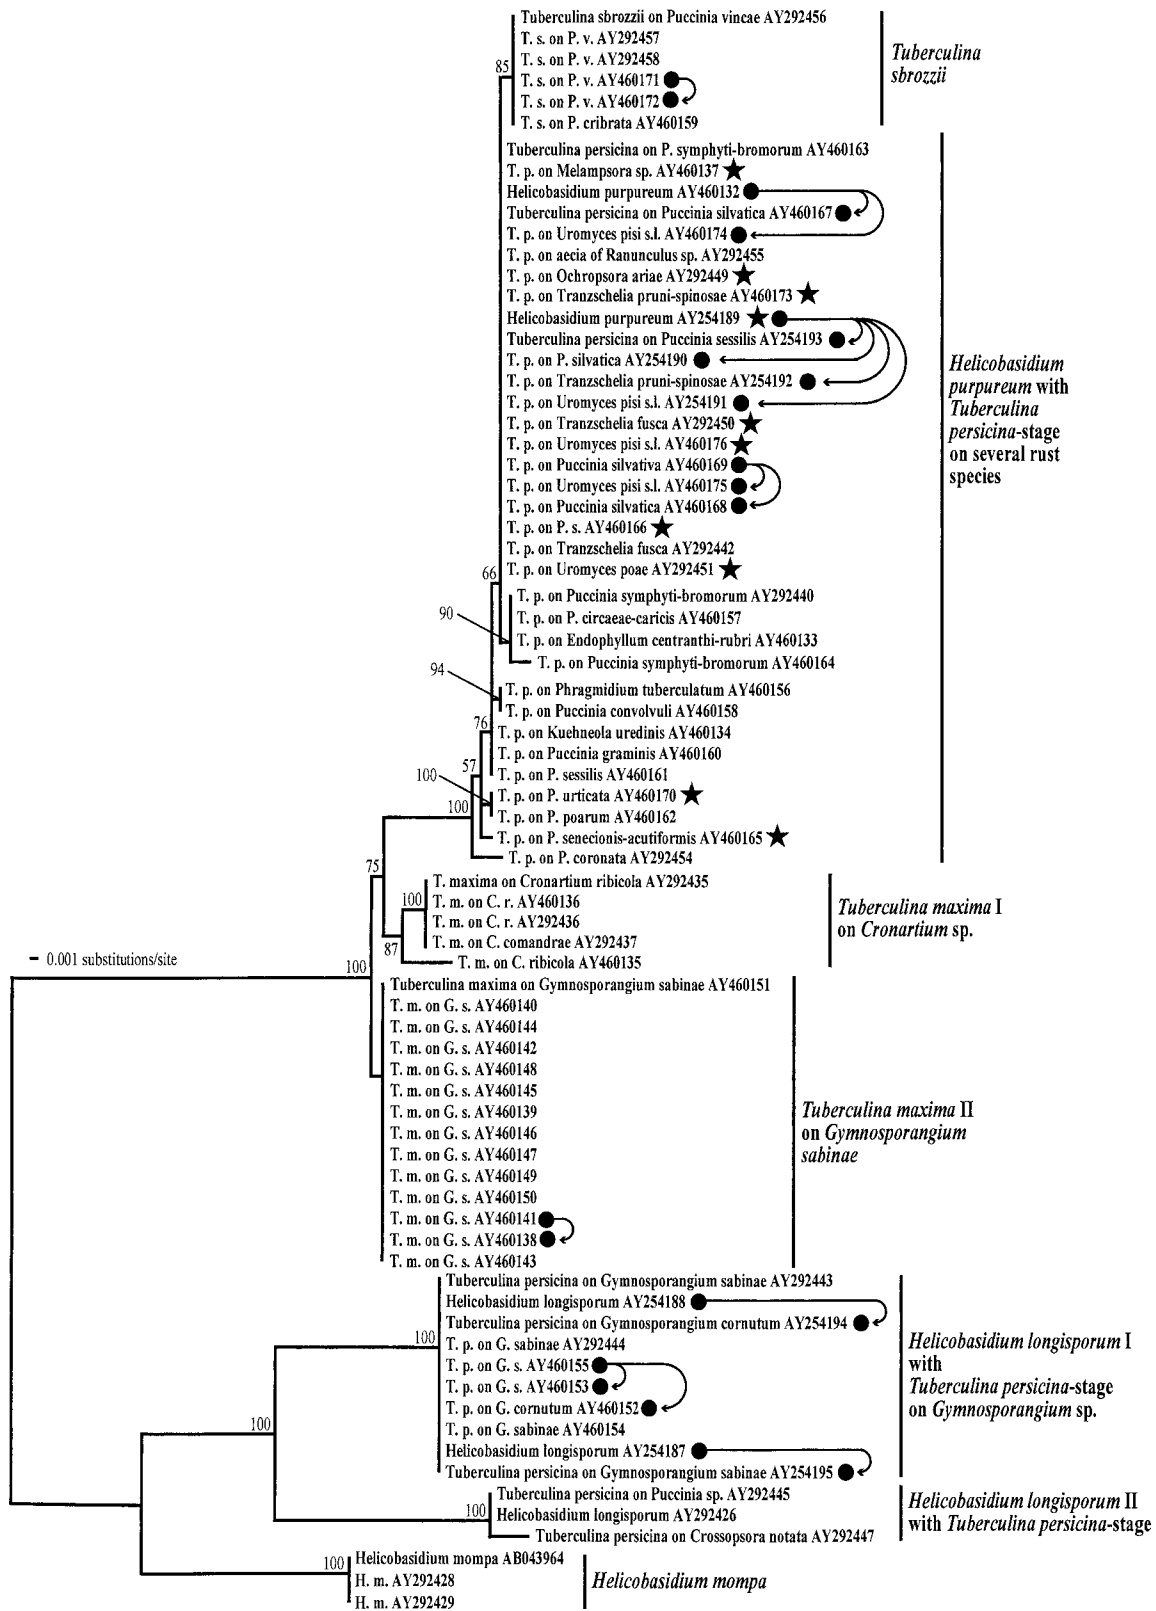 Tuberculina sbrozzii on Puccinia vincae AY292456
T. s. on P. v. AY292457
T. s. on P. v. AY292458
85
T. s. on P. v. AY460171
T. s. on P. v. AY460172
T. s. on P. cribrata AY460159
Tuberculina
sbrozzii
Tuberculina persicina on P. symphyti-bromorum AY460163
T. p. on Melampsora sp. AY460137
Helicobasidium purpureum AY460132
Tuberculina persicina on Puccinia silvatica AY460167
T. p. on Uromyces pisi s.l. AY460174
T. p. on aecia of Ranunculus sp. AY292455
T. p. on Ochropsora ariae AY292449
T. p. on Tranzschelia pruni-spinosae AY460173
Helicobasidium purpureum AY254189
Tuberculina persicina on Puccinia sessilis AY254193
T. p. on P. silvatica AY254190
T. p. on Tranzschelia pruni-spinosae AY254192
T. p. on Uromyces pisi s.l. AY254191
T. p. on Tranzschelia fusca AY292450
T. p. on Uromyces pisi s.l. AY460176
T. p. on Puccinia silvativa AY460169
T. p. on Uromyces pisi s.l. AY460175
T. p. on Puccinia silvatica AY460168
T. p. on P. s. AY460166
T. p. on Tranzschelia fusca AY292442
T. p. on Uromyces poae AY292451
66
T. p. on Puccinia symphyti-bromorum AY292440
90
T. p. on P. circaeae-caricis AY460157
T. p. on Endophyllum centranthi-rubri AY460133
T. p. on Puccinia symphyti-bromorum AY460164
94
T. p. on Phragmidium tuberculatum AY460156
T. p. on Puccinia convolvuli AY460158
76
T. p. on Kuehneola uredinis AY460134
T. p. on Puccinia graminis AY460160
57
T. p. on P. sessilis AY460161
100
T. p. on P. urticata AY460170
100
T. p. on P. poarum AY460162
T. p. on P. senecionis-acutiformis AY460165
T. p. on P. coronata AY292454
Helicobasidium
purpureum with
Tuberculina
persicina-stage
on several rust
species
75
T. maxima on Cronartium ribicola AY292435
100
T. m. on C. r. AY460136
T. m. on C. r. AY292436
T. m. on C. comandrae AY292437
87
T. m. on C. ribicola AY460135
Tuberculina maxima I
on Cronartium sp.
0.001 substitutions/site
100
Tuberculina maxima on Gymnosporangium sabinae AY460151
T. m. on G. s. AY460140
T. m. on G. s. AY460144
T. m. on G. s. AY460142
T. m. on G. s. AY460148
T. m. on G. s. AY460145
T. m. on G. s. AY460139
T. m. on G. s. AY460146
T. m. on G. s. AY460147
T. m. on G. s. AY460149
T. m. on G. s. AY460150
T. m. on G. s. AY460141
T. m. on G. s. AY460138
T. m. on G. s. AY460143
Tuberculina maxima II
on Gymnosporangium
sabinae
Tuberculina persicina on Gymnosporangium sabinae AY292443
Helicobasidium longisporum AY254188
Tuberculina persicina on Gymnosporangium cornutum AY254194
100
T. p. on G. sabinae AY292444
T. p. on G. s. AY460155
T. p. on G. s. AY460153
T. p. on G. cornutum AY460152
T. p. on G. sabinae AY460154
Helicobasidium longisporum AY254187
Tuberculina persicina on Gymnosporangium sabinae AY254195
Helicobasidium longisporum I
with
Tuberculina persicina-stage
on Gymnosporangium sp.
100
Tuberculina persicina on Puccinia sp. AY292445
100
Helicobasidium longisporum AY292426
Tuberculina persicina on Crossopsora notata AY292447
Helicobasidium longisporum II
with Tuberculina persicina-stage
100
Helicobasidium mompa AB043964
H. m. AY292428
H. m. AY292429
Helicobasidium mompa